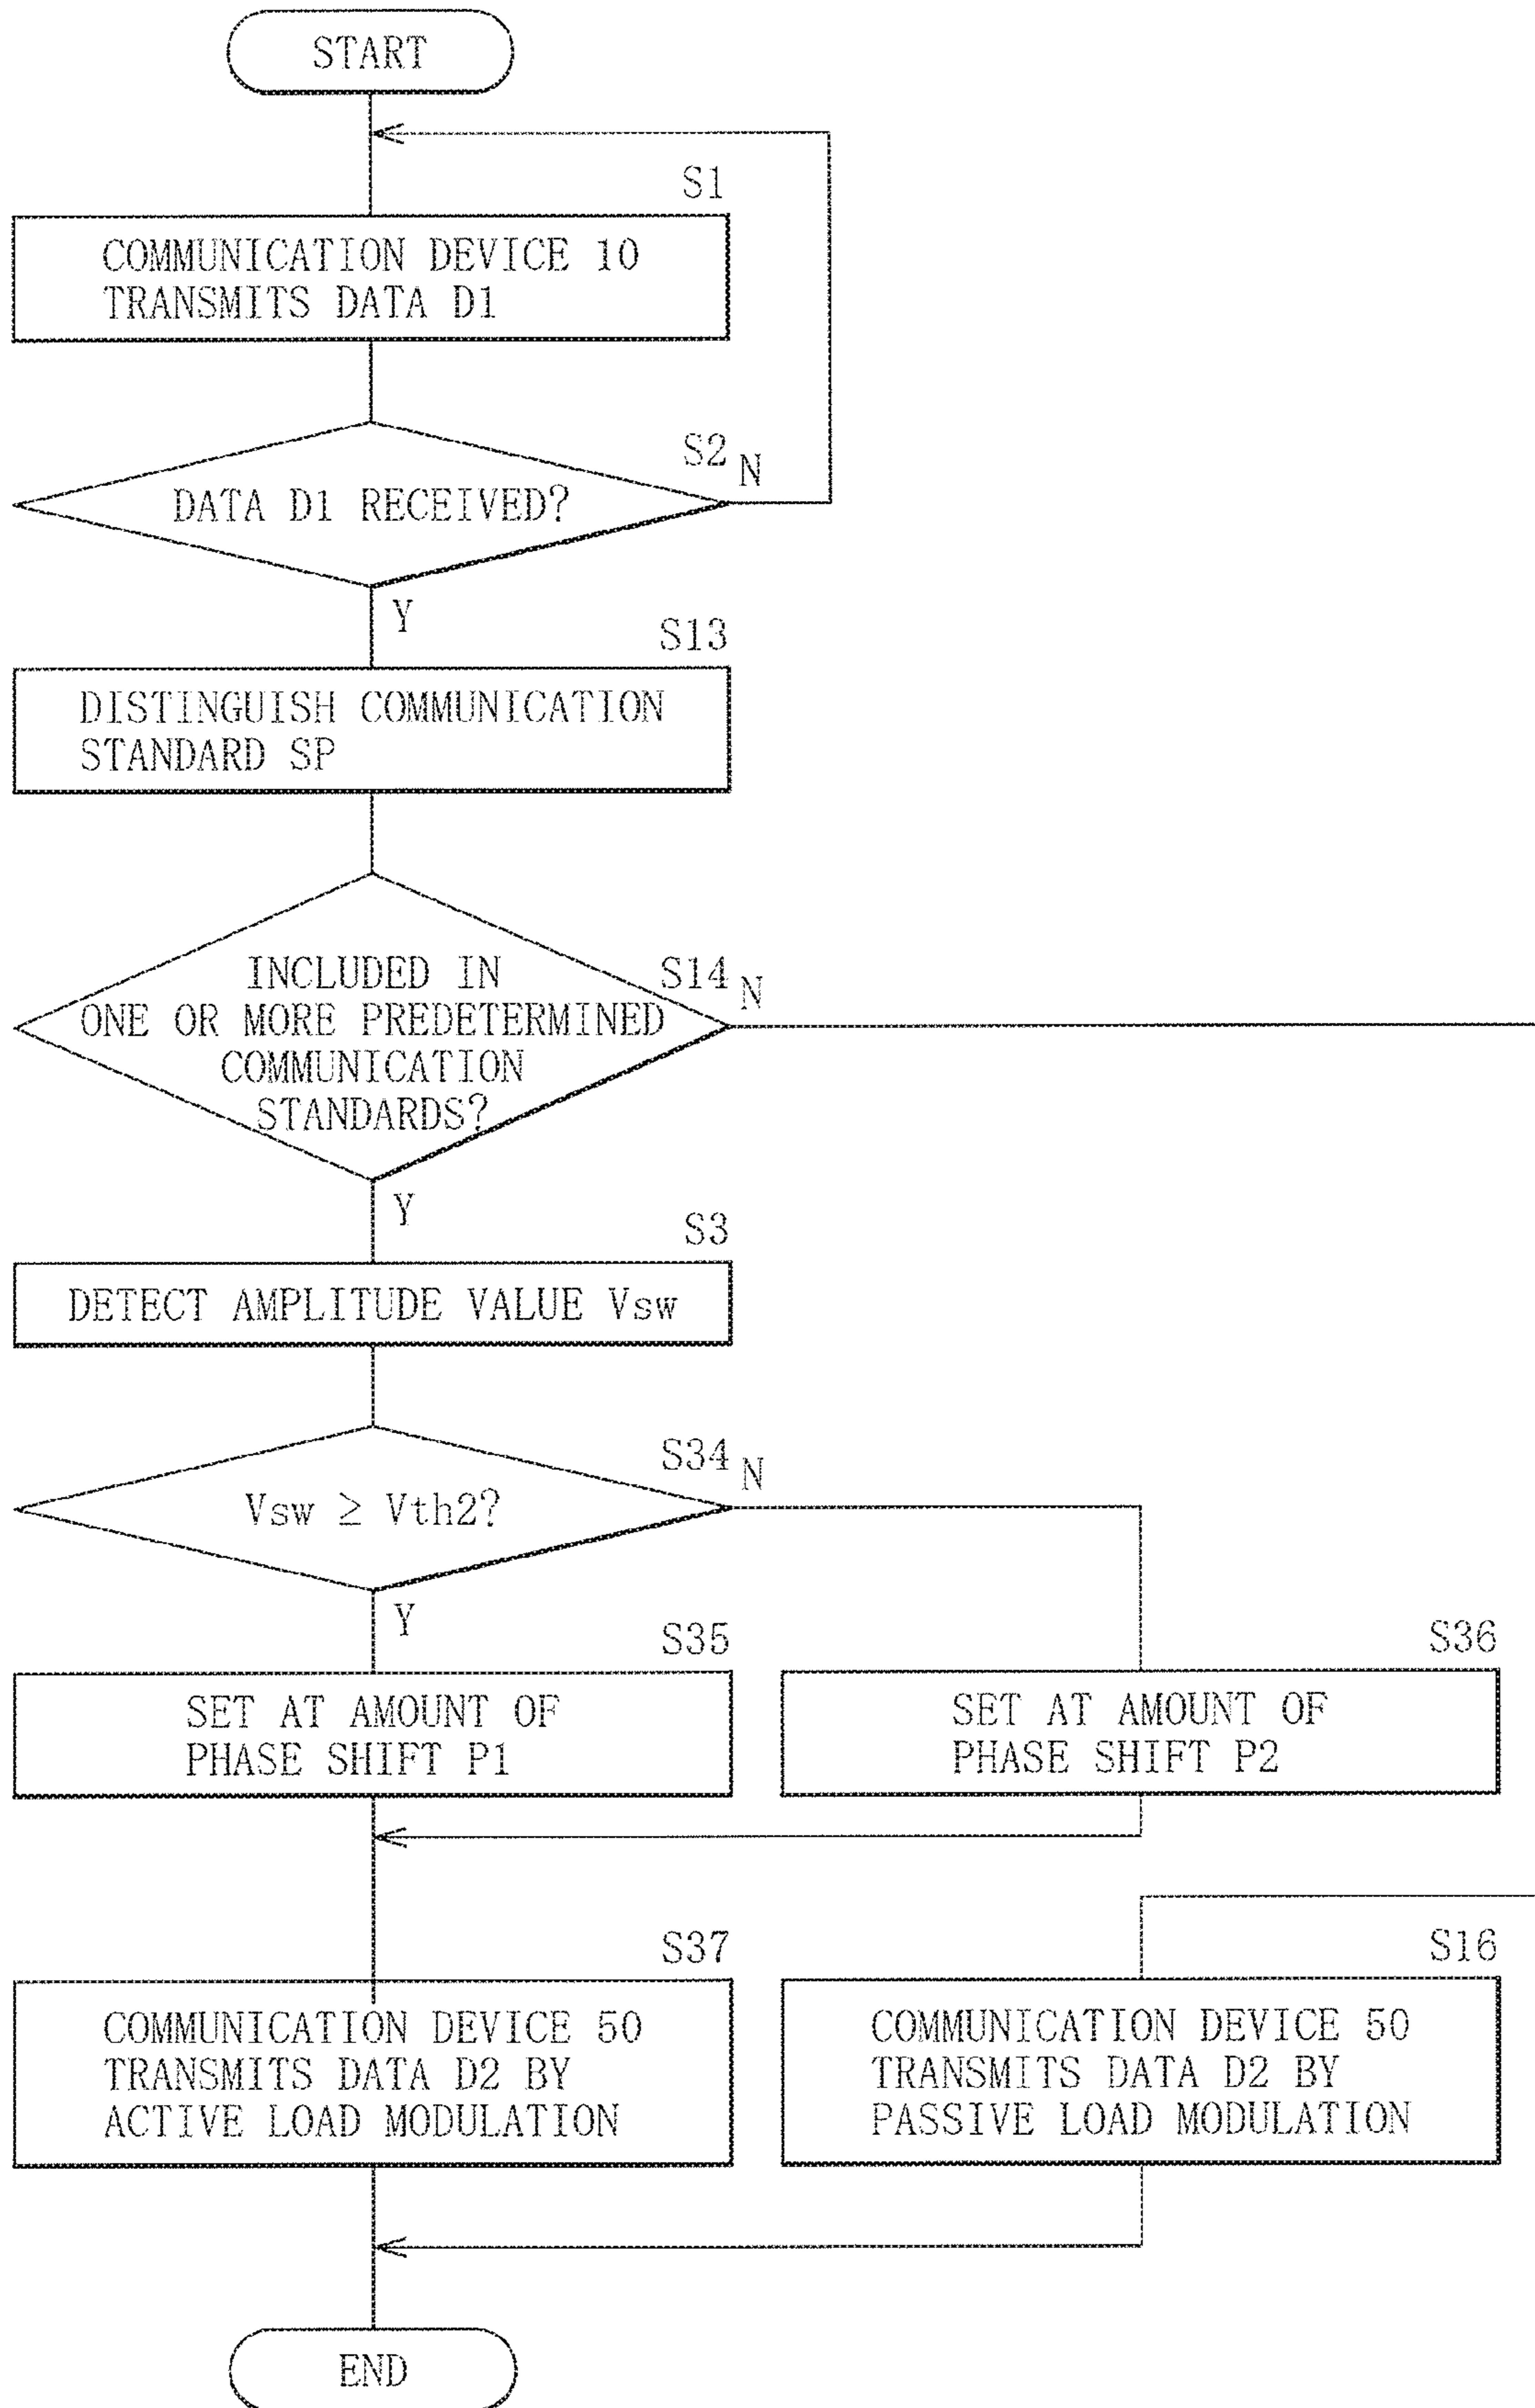 START
S1
COMMUNICATION DEVICE 10
TRANSMITS DATA D1
S2
N
DATA D1 RECEIVED?
Y
S13
DISTINGUISH COMMUNICATION
STANDARD SP
S14
N
INCLUDED IN
ONE OR MORE PREDETERMINED
COMMUNICATION
STANDARDS?
Y
S3
DETECT AMPLITUDE VALUE Vsw
S34
N
Vsw ≥ Vth2?
Y
S35
SET AT AMOUNT OF
PHASE SHIFT P1
S36
SET AT AMOUNT OF
PHASE SHIFT P2
S37
COMMUNICATION DEVICE 50
TRANSMITS DATA D2 BY
ACTIVE LOAD MODULATION
S16
COMMUNICATION DEVICE 50
TRANSMITS DATA D2 BY
PASSIVE LOAD MODULATION
END